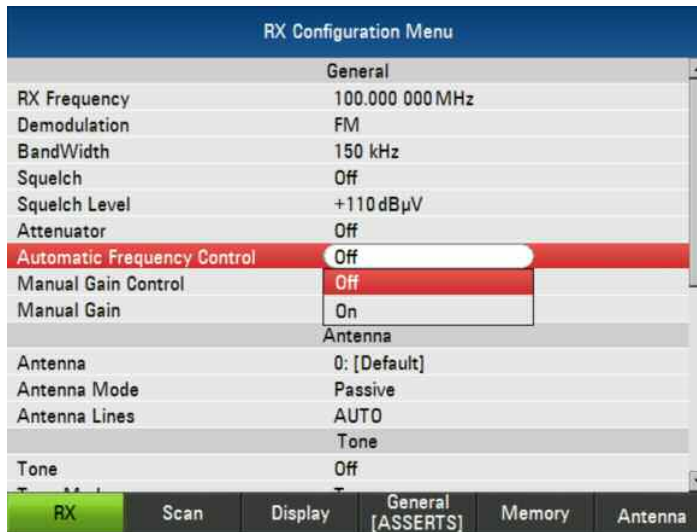 RX Configuration Menu
General
RX Frequency 100.000 000 MHz
Demodulation FM
BandWidth 150 kHz
Squelch Off
Squelch Level +110 dBµV
Attenuator Off
Automatic Frequency Control Off
Manual Gain Control Off
Manual Gain On
Antenna
Antenna 0: [Default]
Antenna Mode Passive
Antenna Lines AUTO
Tone
Tone Off
RX Scan Display General [ASSERTS] Memory Antenna